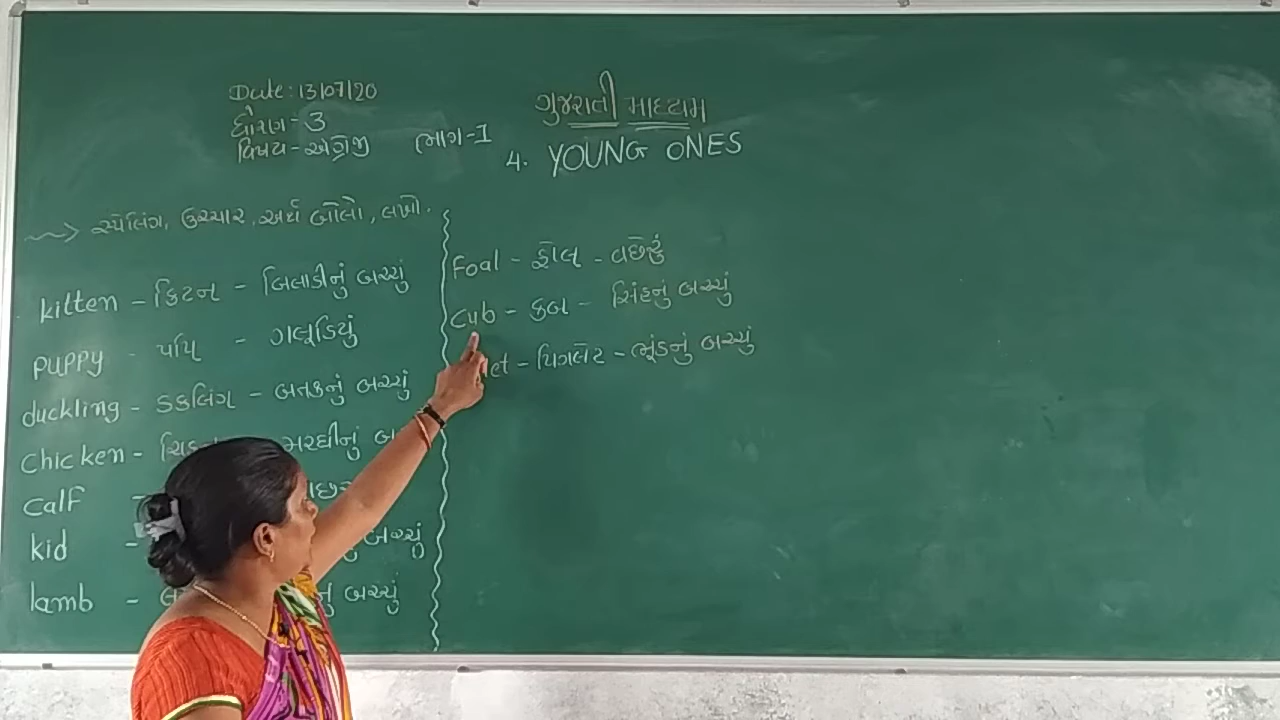 Date: 13/07/20
ધોરણ- 3
વિષય - અંગ્રેજી
ભાગ-I
ગુજરાતી માધ્યમ
4. YOUNG ONES
સ્પેલિંગ, ઉચ્ચાર, અર્થ બોલો, લખો.
kitten - કિટન - બિલાડીનું બચ્ચું
puppy - પપિ - ગલૂડિયું
duckling - ડકલિંગ - બતકનું બચ્ચું
chicken - મરઘીનું
calf -
kid - બચ્ચું
lamb - બચ્ચું
Foal - ફોલ - વછેરું
cub - કબ - સિંહનું બચ્ચું
પિગલેટ - ભૂંડનું બચ્ચું